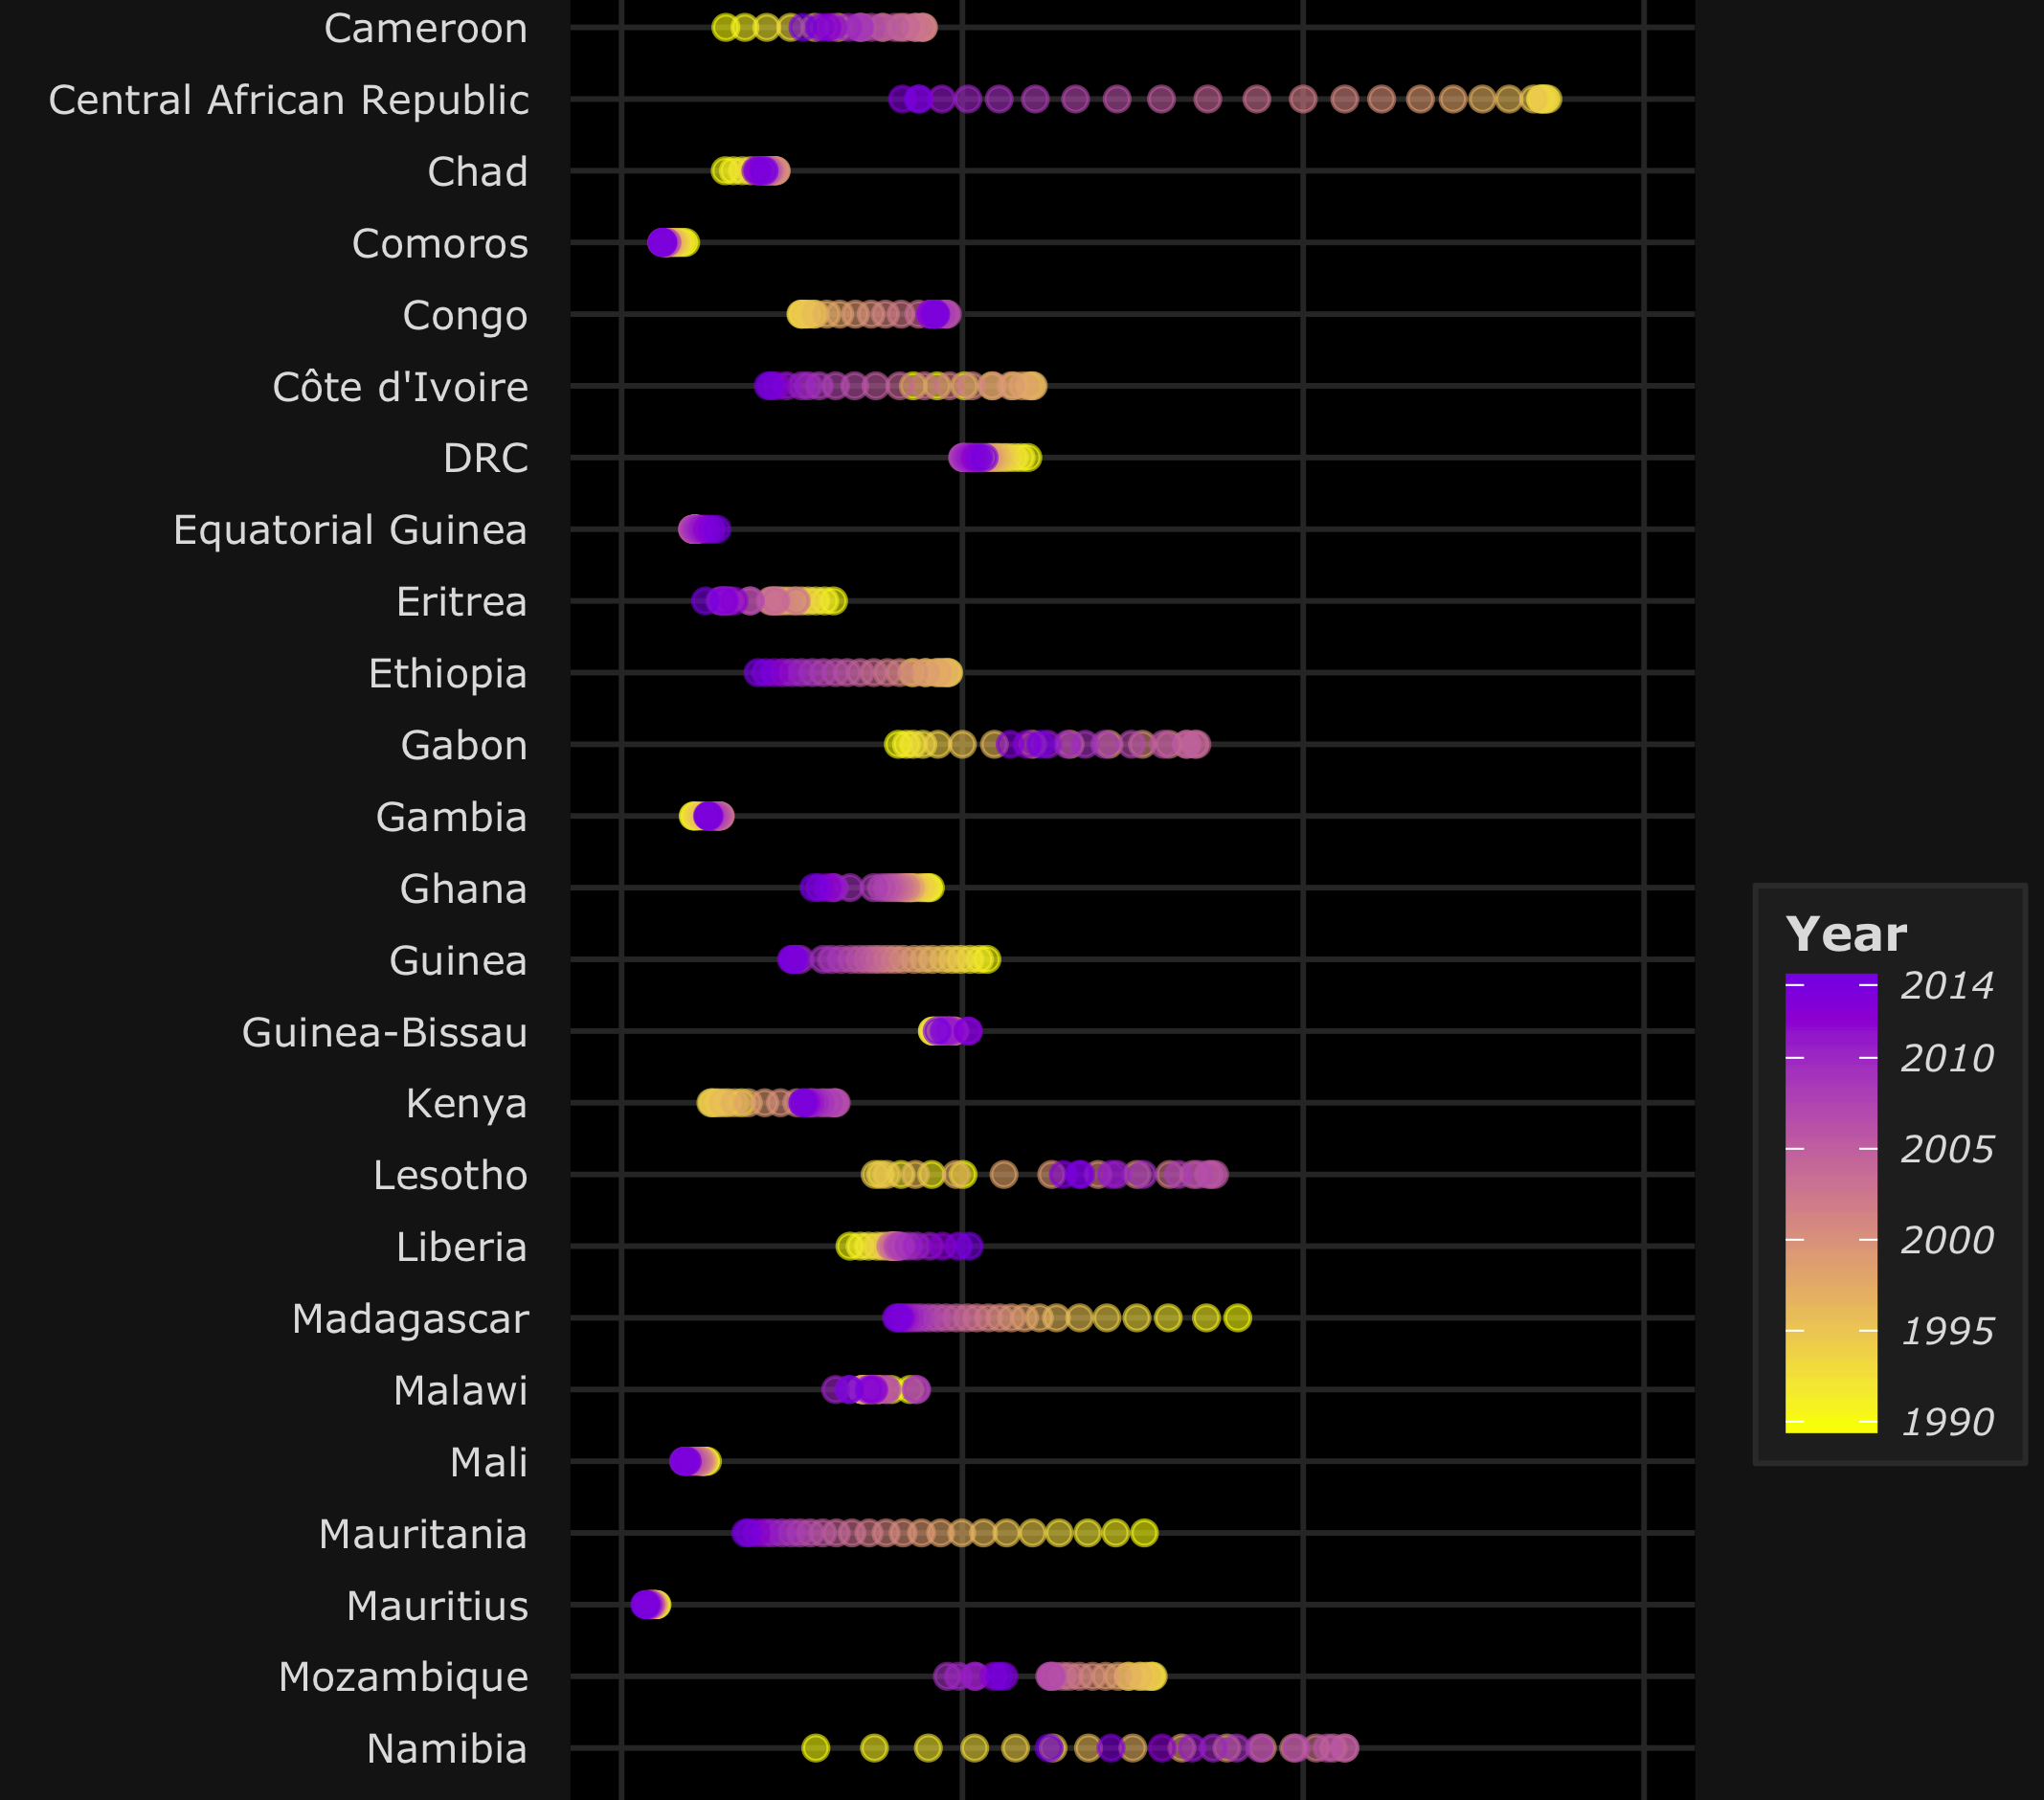 Cameroon
Central African Republic
Chad
Comoros
Congo
Côte d'Ivoire
DRC
Equatorial Guinea
Eritrea
Ethiopia
Gabon
Gambia
Ghana
Guinea
Guinea-Bissau
Kenya
Lesotho
Liberia
Madagascar
Malawi
Mali
Mauritania
Mauritius
Mozambique
Namibia
Year
2014
2010
2005
2000
1995
1990